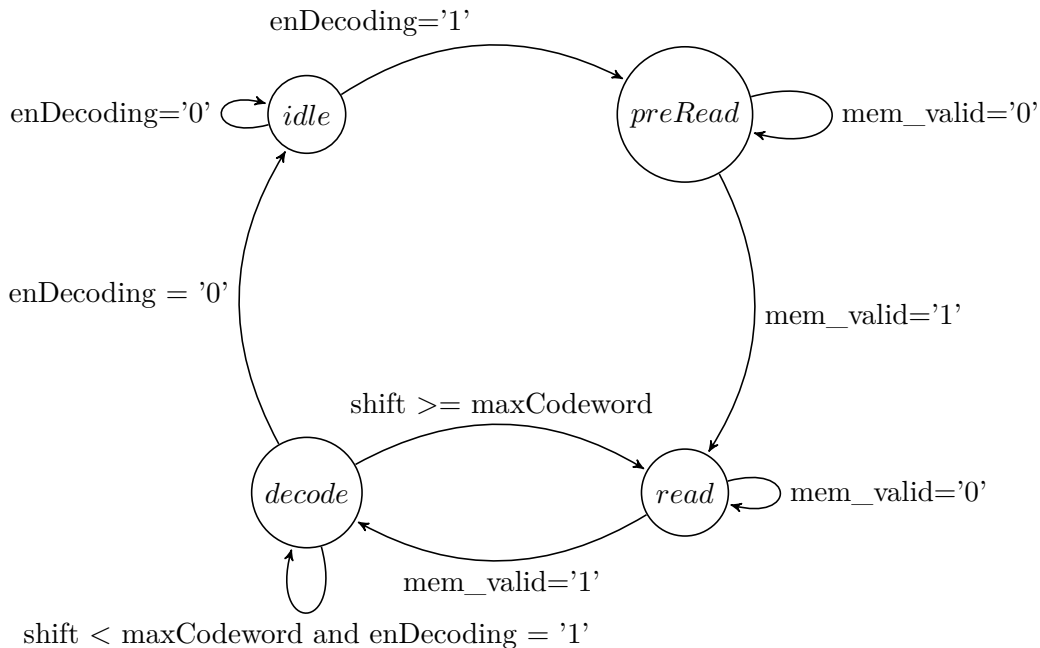 enDecoding='1'
enDecoding='0'
idle
preRead
mem_valid='0'
enDecoding = '0'
mem_valid='1'
shift >= maxCodeword
decode
read
mem_valid='0'
mem_valid='1'
shift < maxCodeword and enDecoding = '1'